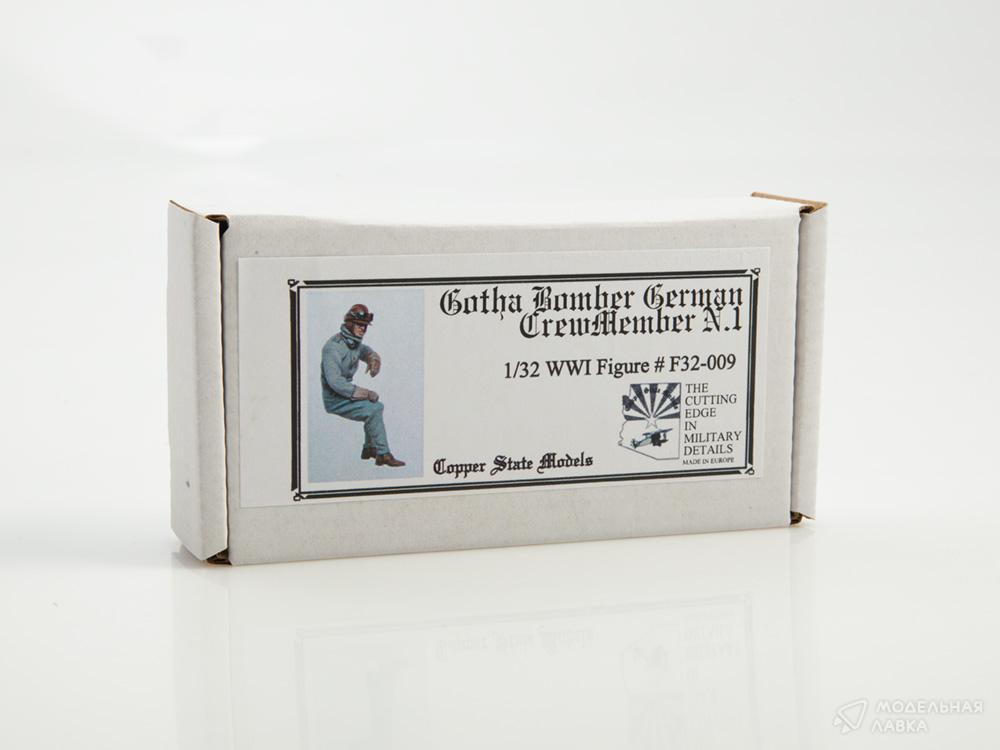 Gotha Bomber German
CrewMember N.1
1/32 WWI Figure # F32-009
THE
CUTTING
EDGE
IN
MILITARY
DETAILS
MADE IN EUROPE
Copper State Models
МОДЕЛЬНАЯ
ЛАВКА